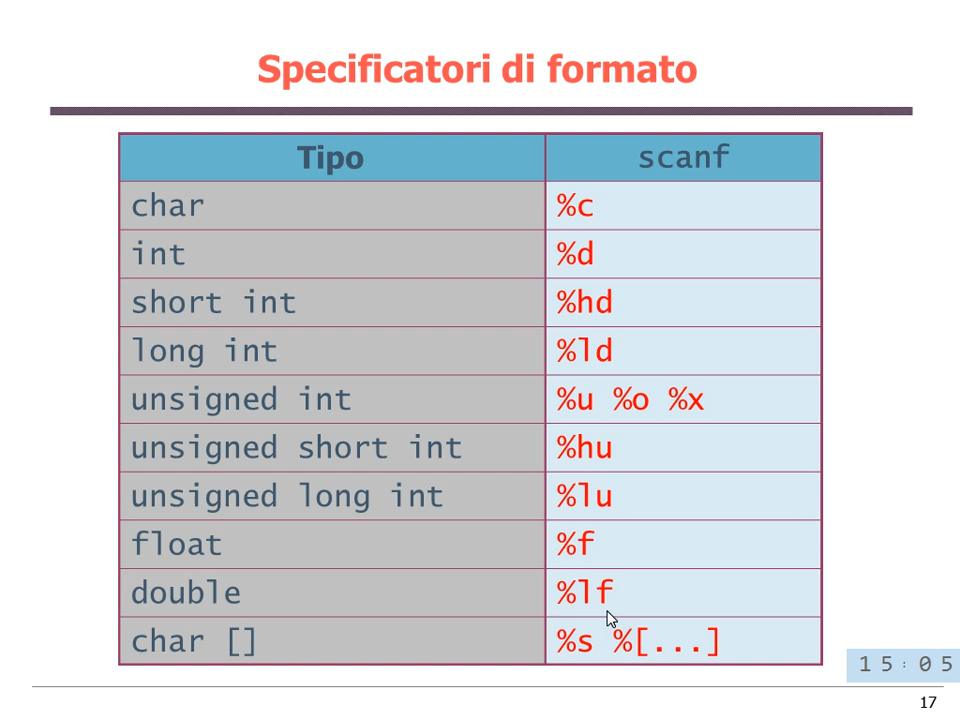 Specificatori di formato
Tipo scanf
char %c
int %d
short int %hd
long int %ld
unsigned int %u %o %x
unsigned short int %hu
unsigned long int %lu
float %f
double %lf
char [] %s %[...]
15:05
17